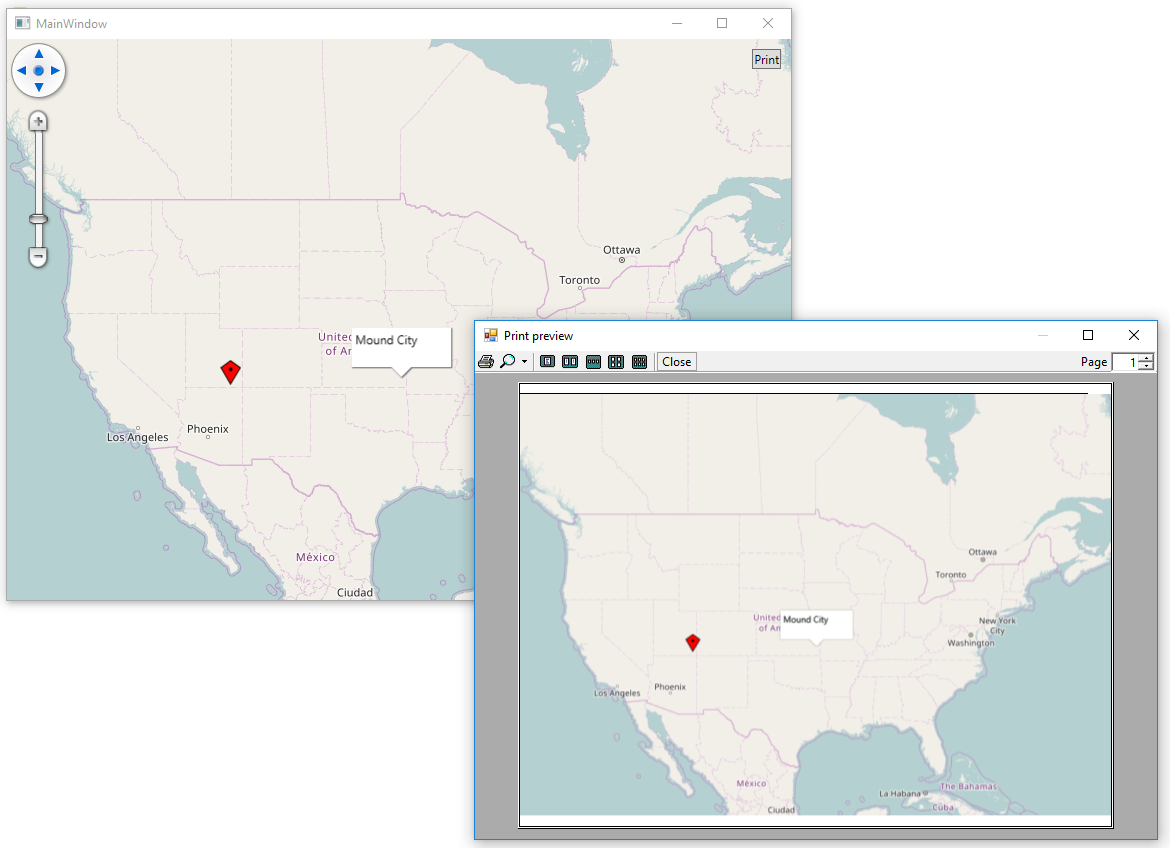 MainWindow
Print
Ottawa
Toronto
United
of Am
Mound City
Phoenix
Los Angeles
México
Ciudad
Print preview
Close
Page
1
Ottawa
Toronto
United
of Am
Mound City
New York
City
Washington
Phoenix
Los Angeles
México
The Bahamas
La Habana
Cuba
Ciudad